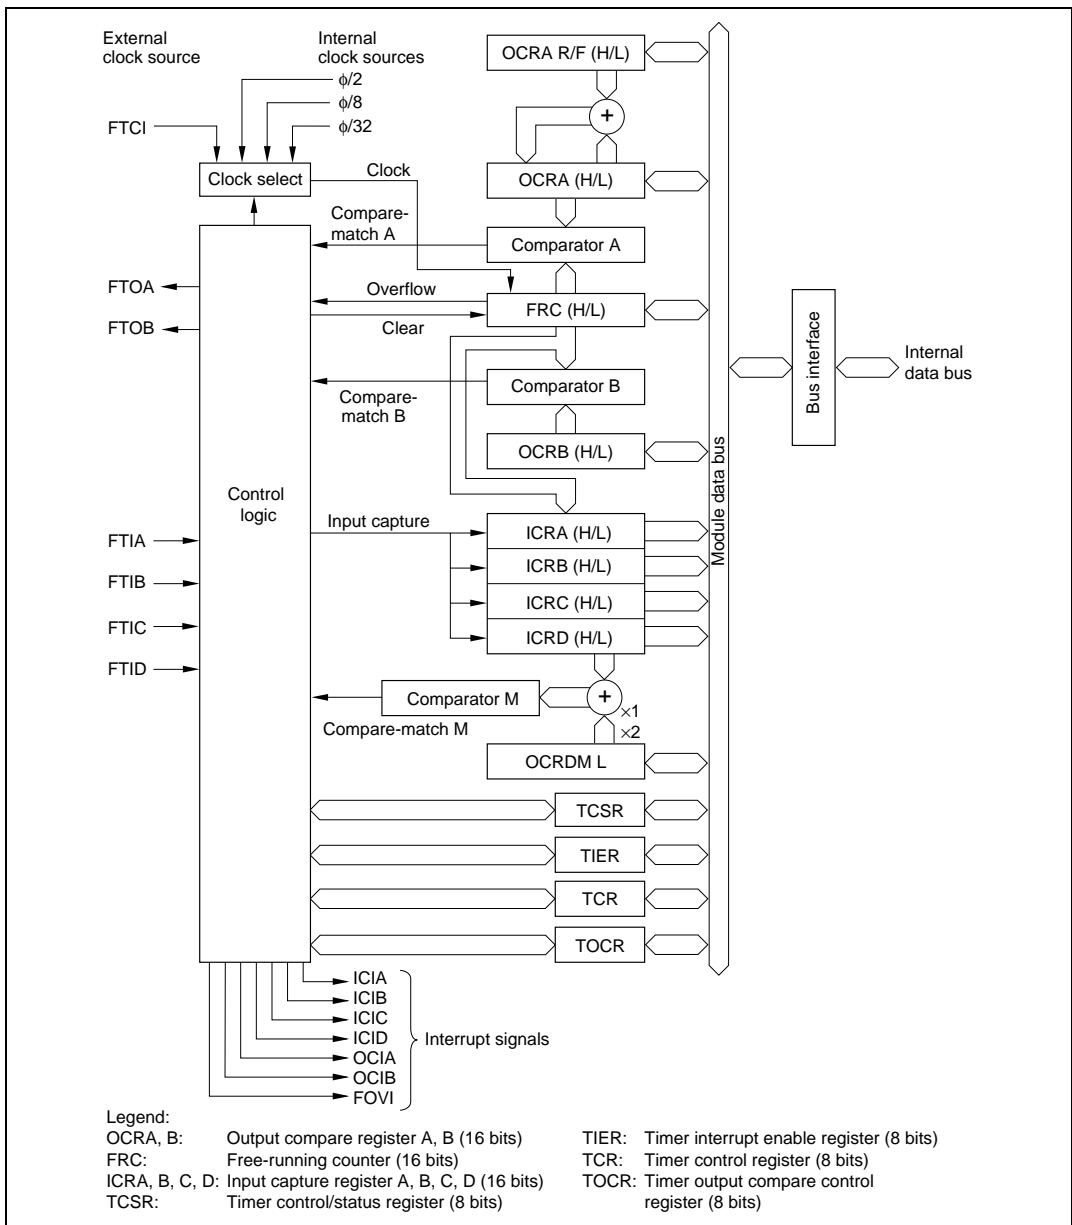 External
clock source
Internal
clock sources
ϕ/2
ϕ/8
ϕ/32
FTCI
Clock select
Clock
OCRA R/F (H/L)
+
OCRA (H/L)
Compare-
match A
Comparator A
FTOA
FTOB
Overflow
Clear
FRC (H/L)
Compare-
match B
Comparator B
OCRB (H/L)
Control
logic
Input capture
FTIA
FTIB
FTIC
FTID
ICRA (H/L)
ICRB (H/L)
ICRC (H/L)
ICRD (H/L)
+
×1
×2
Comparator M
Compare-match M
OCRDM L
TCSR
TIER
TCR
TOCR
Module data bus
Bus interface
Internal
data bus
ICIA
ICIB
ICIC
ICID
OCIA
OCIB
FOVI
Interrupt signals
Legend:
OCRA, B: Output compare register A, B (16 bits)
FRC: Free-running counter (16 bits)
ICRA, B, C, D: Input capture register A, B, C, D (16 bits)
TCSR: Timer control/status register (8 bits)
TIER: Timer interrupt enable register (8 bits)
TCR: Timer control register (8 bits)
TOCR: Timer output compare control
register (8 bits)